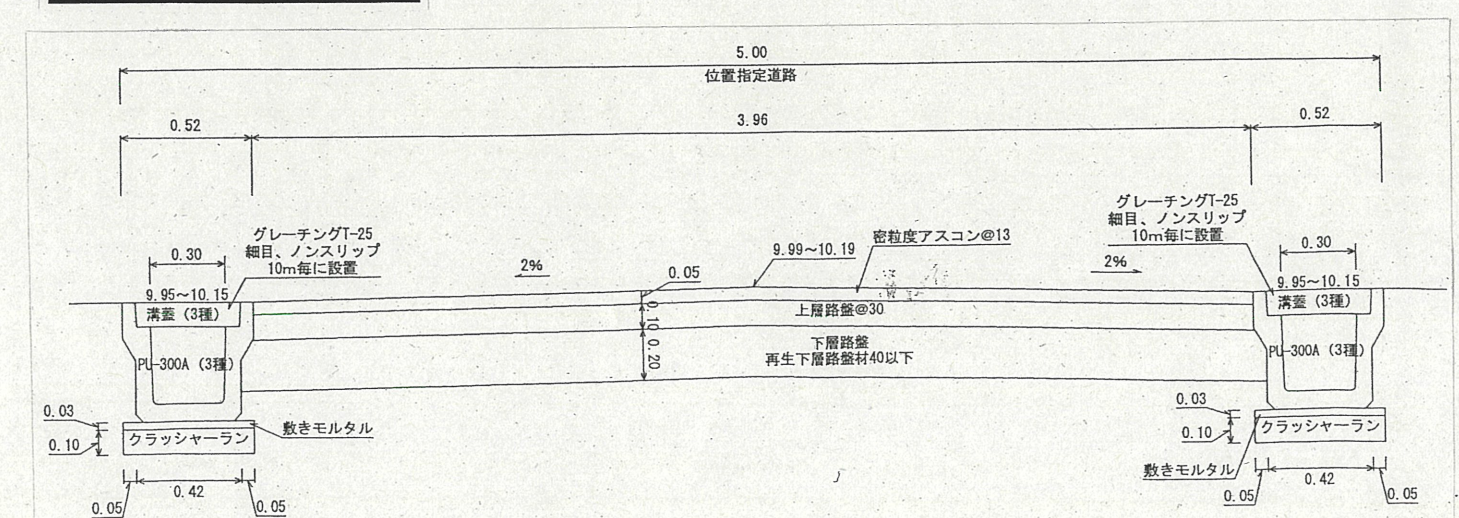 5.00
位置指定道路
0.52
3.96
0.52
グレーチングT-25
細目、ノンスリップ
10m毎に設置
0.30
9.95~10.15
溝蓋 (3種)
PU-300A (3種)
2%
0.05
0.10
0.20
9.99~10.19
密粒度アスコン@13
上層路盤@30
下層路盤
再生下層路盤材40以下
2%
グレーチングT-25
細目、ノンスリップ
10m毎に設置
0.30
9.95~10.15
溝蓋 (3種)
PU-300A (3種)
0.03
0.10
敷きモルタル
クラッシャーラン
0.05
0.42
0.05
0.03
0.10
クラッシャーラン
敷きモルタル
0.05
0.42
0.05